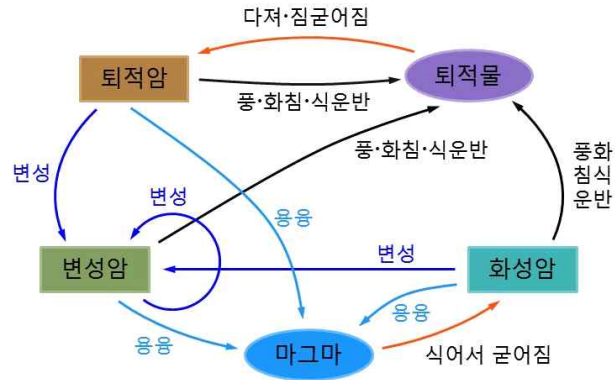 다져·짐굳어짐
퇴적암
퇴적물
풍·화침·식운반
풍·화침·식운반
풍화
침식
운반
변성
변성
용융
변성암
변성
화성암
용융
용융
마그마
식어서 굳어짐